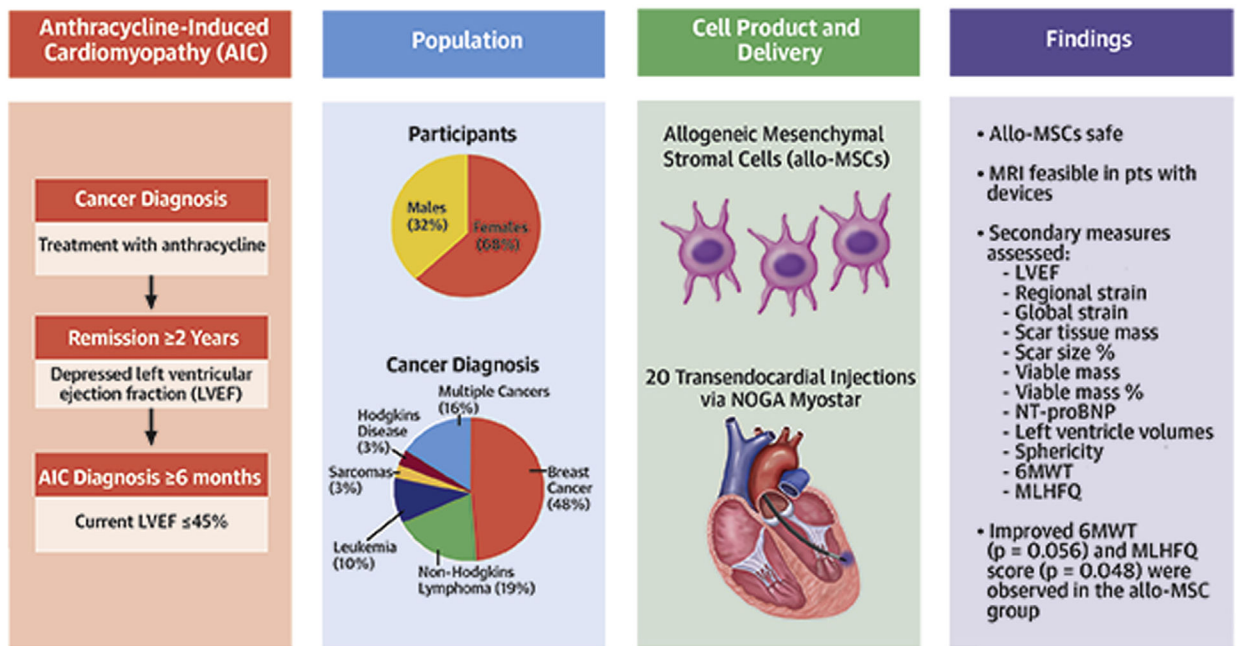 Anthracycline-Induced
Cardiomyopathy (AIC)
Cancer Diagnosis
Treatment with anthracycline
Remission ≥2 Years
Depressed left ventricular
ejection fraction (LVEF)
AIC Diagnosis ≥6 months
Current LVEF ≤45%
Population
Participants
Males
(32%)
Females
(68%)
Cancer Diagnosis
Multiple Cancers
(16%)
Hodgkins
Disease
(3%)
Sarcomas
(3%)
Breast
Cancer
(48%)
Leukemia
(10%)
Non-Hodgkins
Lymphoma (19%)
Cell Product and
Delivery
Allogeneic Mesenchymal
Stromal Cells (allo-MSCs)
20 Transendocardial Injections
via NOGA Myostar
Findings
• Allo-MSCs safe
• MRI feasible in pts with
devices
• Secondary measures
assessed:
- LVEF
- Regional strain
- Global strain
- Scar tissue mass
- Scar size %
- Viable mass
- Viable mass %
- NT-proBNP
- Left ventricle volumes
- Sphericity
- 6MWT
- MLHFQ
• Improved 6MWT
(p = 0.056) and MLHFQ
score (p = 0.048) were
observed in the allo-MSC
group